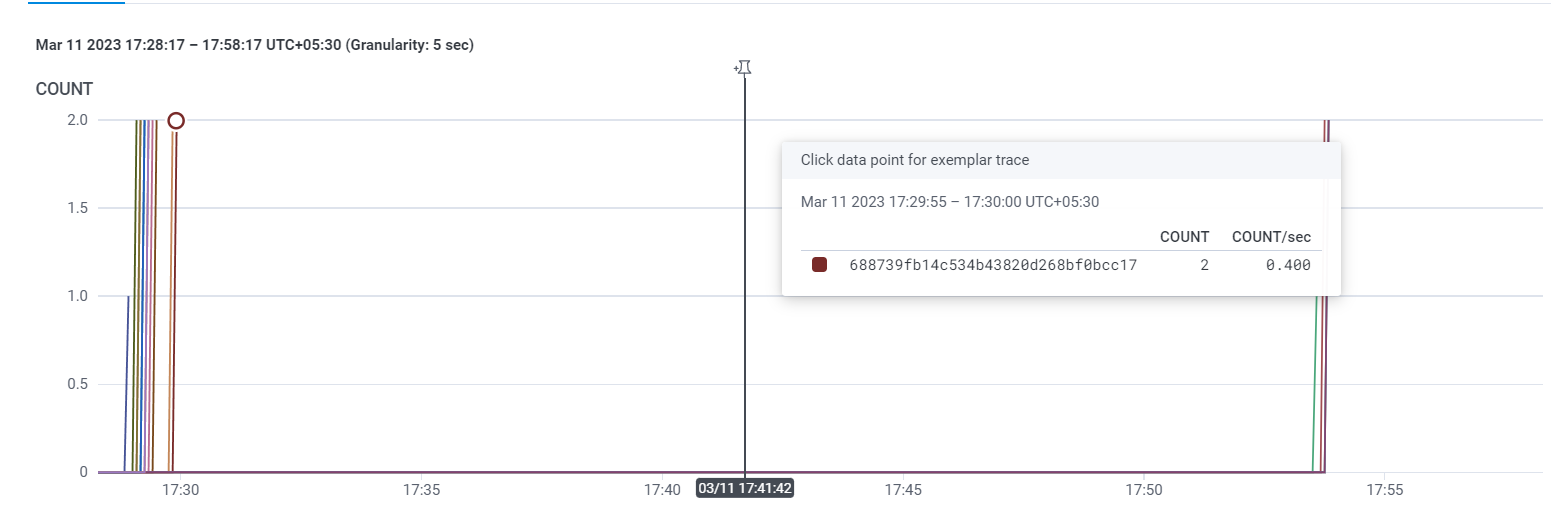 Mar 11 2023 17:28:17 – 17:58:17 UTC+05:30 (Granularity: 5 sec)
COUNT
2.0
Click data point for exemplar trace
1.5
Mar 11 2023 17:29:55 – 17:30:00 UTC+05:30
COUNT COUNT/sec
688739fb14c534b43820d268bf0bcc17 2 0.400
1.0
0.5
0
17:30 17:35 17:40 03/11 17:41:42 17:45 17:50 17:55